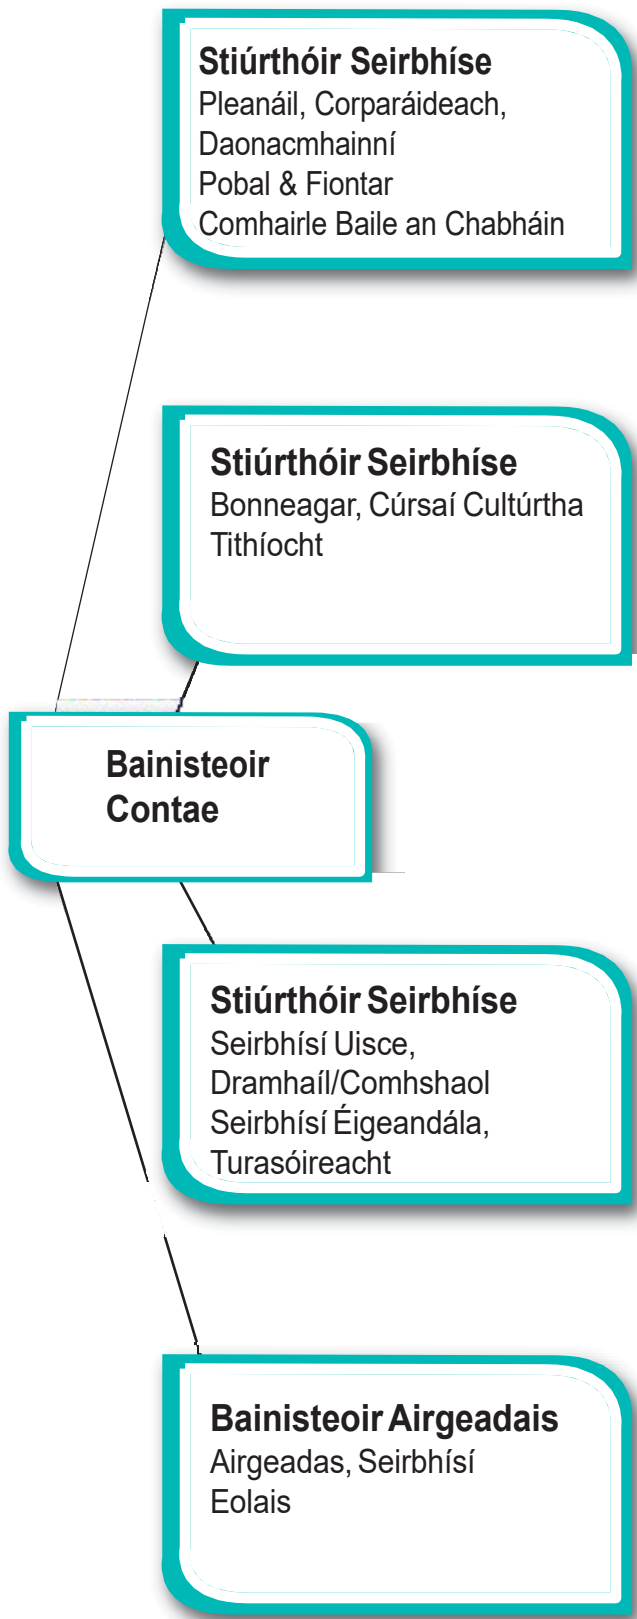 Stiúrthóir Seirbhíse
Pleanáil, Corparáideach,
Daonacmhainní
Pobal & Fiontar
Comhairle Baile an Chabháin
Stiúrthóir Seirbhíse
Bonneagar, Cúrsaí Cultúrtha
Tithíocht
Bainisteoir
Contae
Stiúrthóir Seirbhíse
Seirbhísí Uisce,
Dramhaíl/Comhshaol
Seirbhísí Éigeandála,
Turasóireacht
Bainisteoir Airgeadais
Airgeadas, Seirbhísí
Eolais